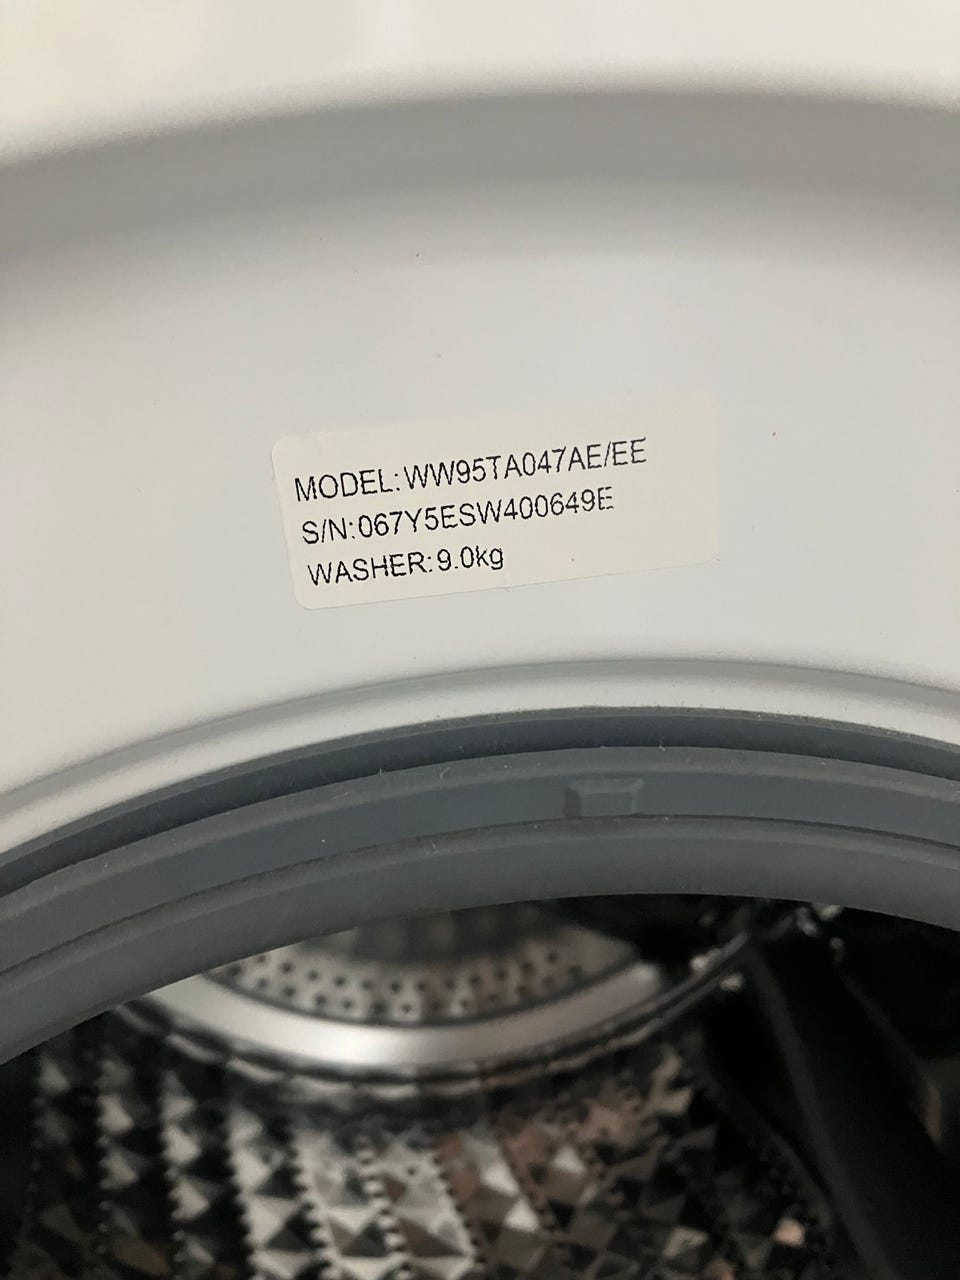 MODEL:WW95TA047AE/EE
S/N:067Y5ESW400649E
WASHER:9.0kg